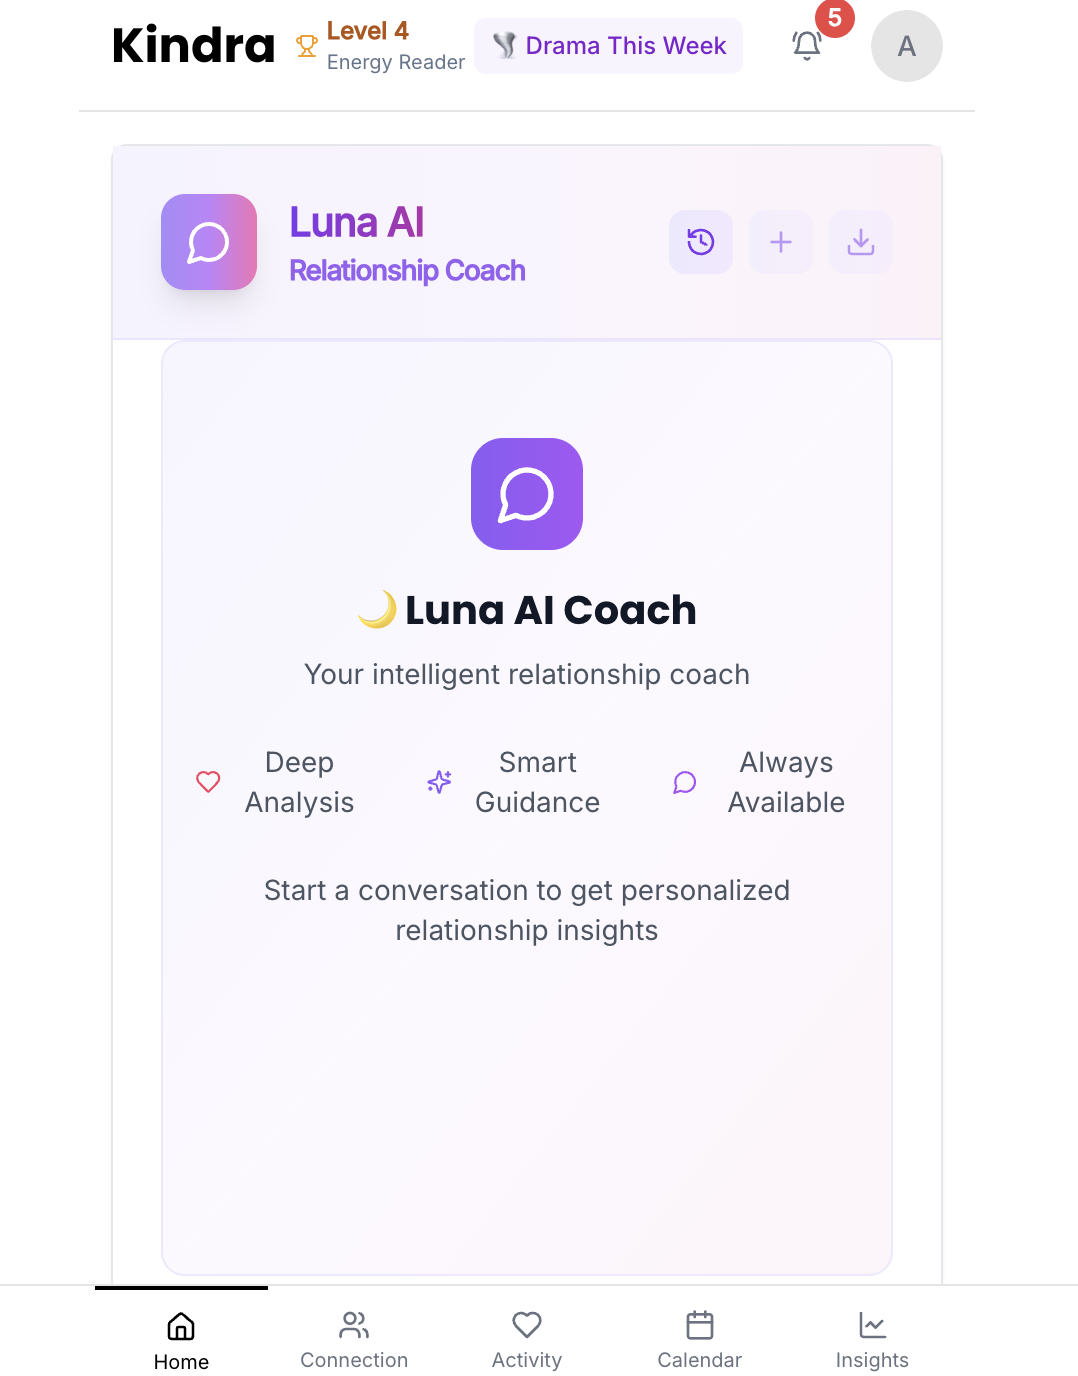 Kindra
Level 4
Energy Reader
Drama This Week
5
A
Luna AI
Relationship Coach
Luna AI Coach
Your intelligent relationship coach
Deep
Analysis
Smart
Guidance
Always
Available
Start a conversation to get personalized
relationship insights
Home
Connection
Activity
Calendar
Insights